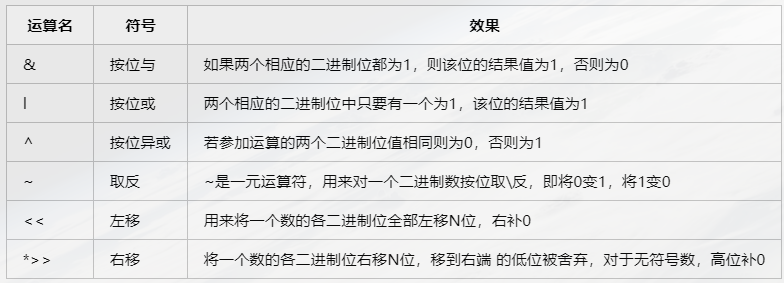 运算名 符号 效果
& 按位与 如果两个相应的二进制位都为1，则该位的结果值为1，否则为0
| 按位或 两个相应的二进制位中只要有一个为1，该位的结果值为1
^ 按位异或 若参加运算的两个二进制位值相同则为0，否则为1
~ 取反 ~是一元运算符，用来对一个二进制数按位取\反，即将0变1，将1变0
<< 左移 用来将一个数的各二进制位全部左移N位，右补0
*>> 右移 将一个数的各二进制位右移N位，移到右端 的低位被舍弃，对于无符号数，高位补0